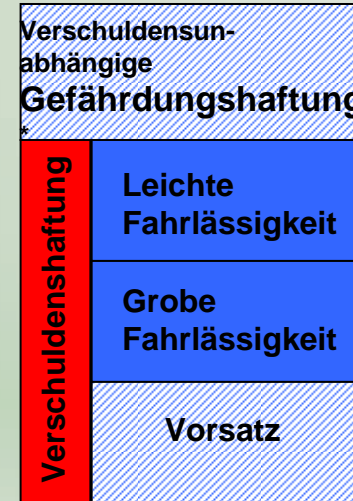 Verschuldensun-
abhängige
Gefährdungshaftung
*
Verschuldenshaftung
Leichte
Fahrlässigkeit
Grobe
Fahrlässigkeit
Vorsatz